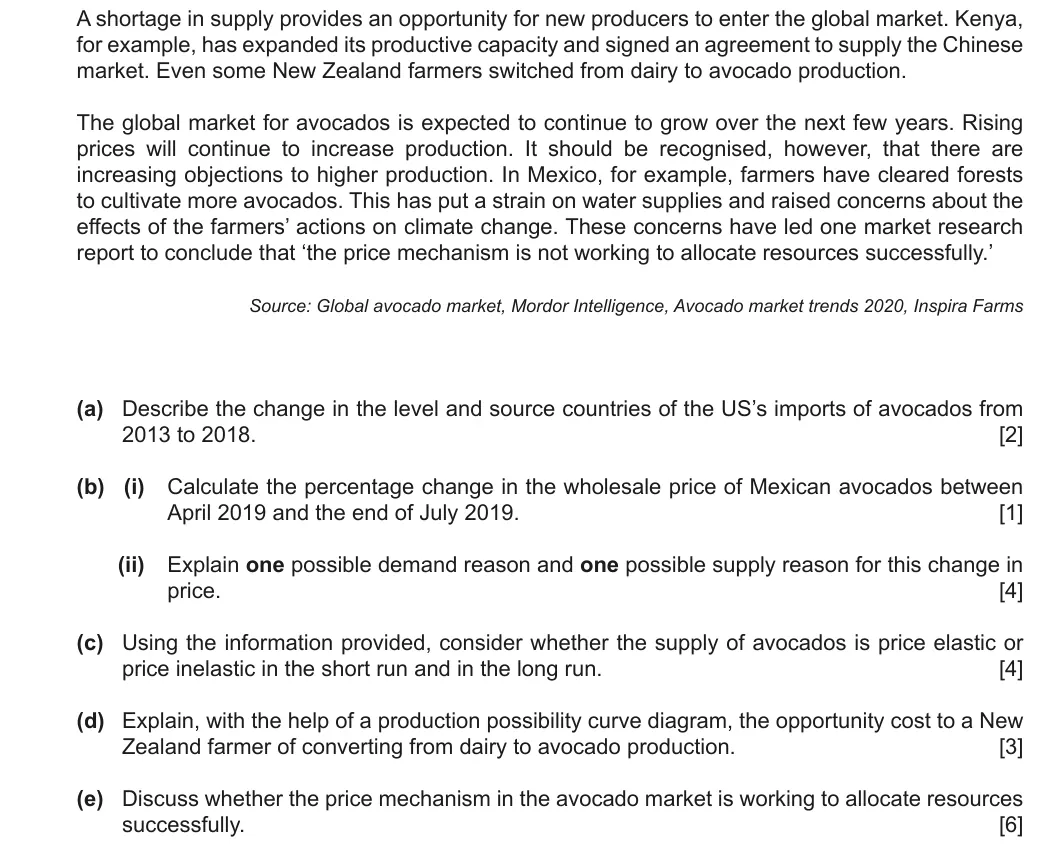 A shortage in supply provides an opportunity for new producers to enter the global market. Kenya,
for example, has expanded its productive capacity and signed an agreement to supply the Chinese
market. Even some New Zealand farmers switched from dairy to avocado production.
The global market for avocados is expected to continue to grow over the next few years. Rising
prices will continue to increase production. It should be recognised, however, that there are
increasing objections to higher production. In Mexico, for example, farmers have cleared forests
to cultivate more avocados. This has put a strain on water supplies and raised concerns about the
effects of the farmers’ actions on climate change. These concerns have led one market research
report to conclude that ‘the price mechanism is not working to allocate resources successfully.’
Source: Global avocado market, Mordor Intelligence, Avocado market trends 2020, Inspira Farms
(a) Describe the change in the level and source countries of the US’s imports of avocados from
2013 to 2018. [2]
(b) (i) Calculate the percentage change in the wholesale price of Mexican avocados between
April 2019 and the end of July 2019. [1]
(ii) Explain one possible demand reason and one possible supply reason for this change in
price. [4]
(c) Using the information provided, consider whether the supply of avocados is price elastic or
price inelastic in the short run and in the long run. [4]
(d) Explain, with the help of a production possibility curve diagram, the opportunity cost to a New
Zealand farmer of converting from dairy to avocado production. [3]
(e) Discuss whether the price mechanism in the avocado market is working to allocate resources
successfully. [6]